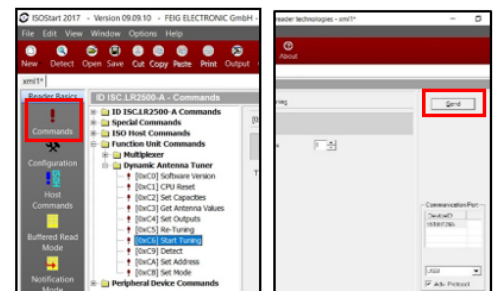 ISOStart 2017 - Version 09.09.10 - FEIG ELECTRONIC GmbH -
File Edit View Window Options Help
New Detect Open Save Cut Copy Paste Print Output
xml1*
Reader Basics
Commands
Configuration
Host
Commands
Buffered Read
Mode
Notification
Mode
ID ISC.LR2500-A - Commands
ID ISC.LR2500-A Commands
Special Commands
ISO Host Commands
Function Unit Commands
Multiplexer
Dynamic Antenna Tuner
[0xC0] Software Version
[0xC1] CPU Reset
[0xC2] Set Capacities
[0xC3] Get Antenna Values
[0xC4] Set Outputs
[0xC5] Re-Tuning
[0xC6] Start Tuning
[0xC9] Detect
[0xCA] Set Address
[0xCB] Set Mode
Peripheral Device Commands
reader technologies - xml1*
About
Send
Communication Port
DeviceID
USB
Adv. Protocol